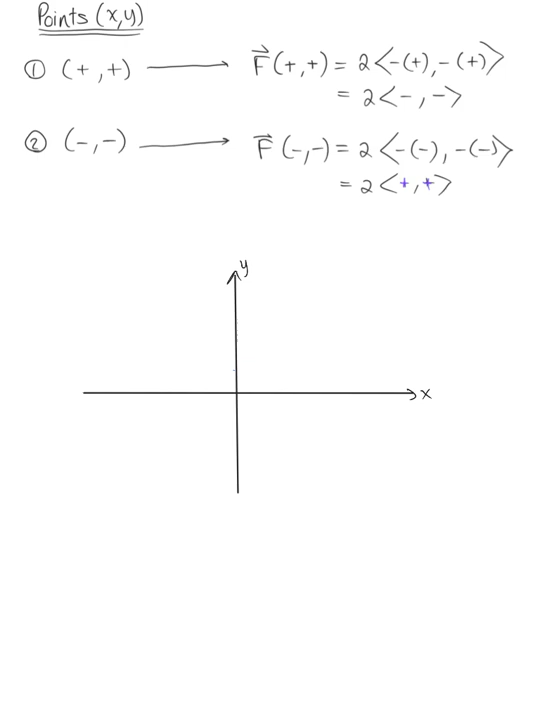 Points (x,y)
① (+,+) ⟶ F⃗(+,+) = 2<-(+),-(+)>
= 2<-,->
② (-,-) ⟶ F⃗(-,-) = 2<-(-),-(-)>
= 2<+,+>
y
x